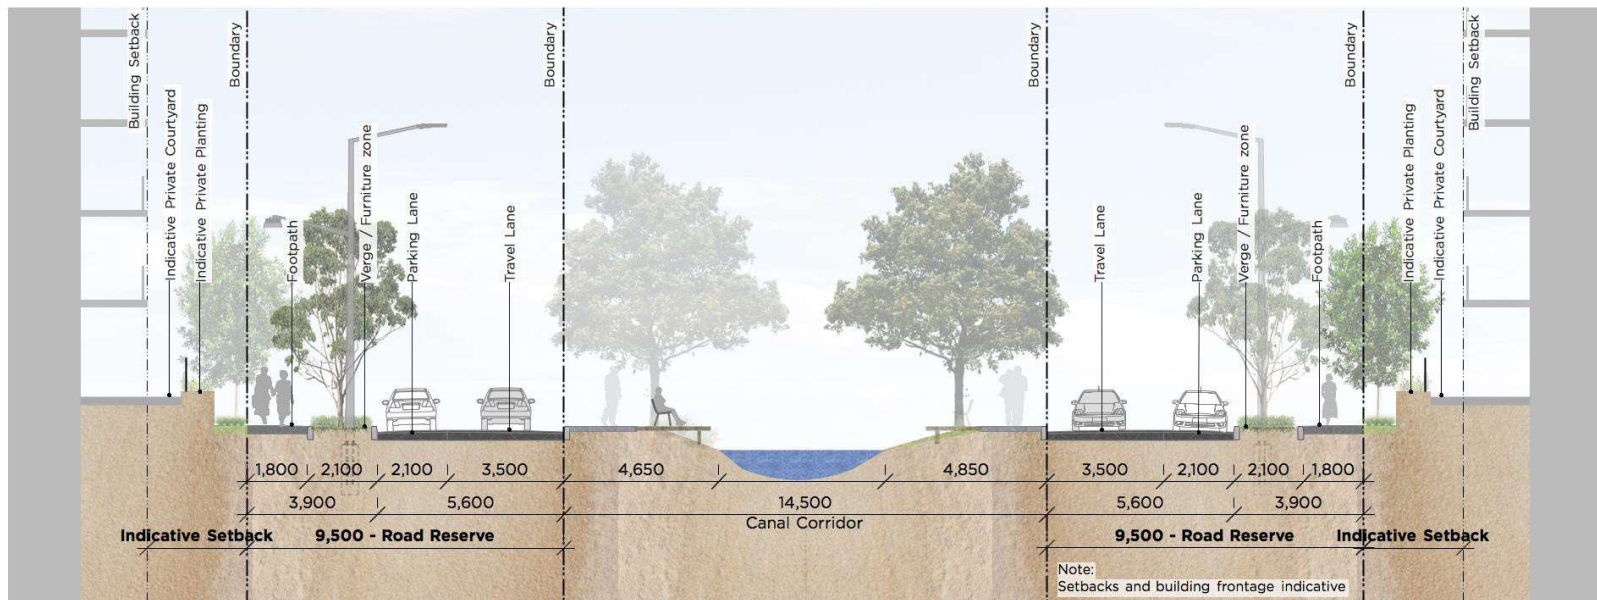 Building Setback
Indicative Private Courtyard
Indicative Private Planting
Boundary
Footpath
Verge / Furniture zone
Parking Lane
Travel Lane
Boundary
Boundary
Travel Lane
Parking Lane
Verge / Furniture zone
Footpath
Boundary
Indicative Private Planting
Indicative Private Courtyard
Building Setback
1,800 2,100 2,100 3,500 4,650 4,850 3,500 2,100 2,100 1,800
3,900 5,600 14,500 5,600 3,900
Canal Corridor
Indicative Setback 9,500 - Road Reserve 9,500 - Road Reserve Indicative Setback
Note:
Setbacks and building frontage indicative